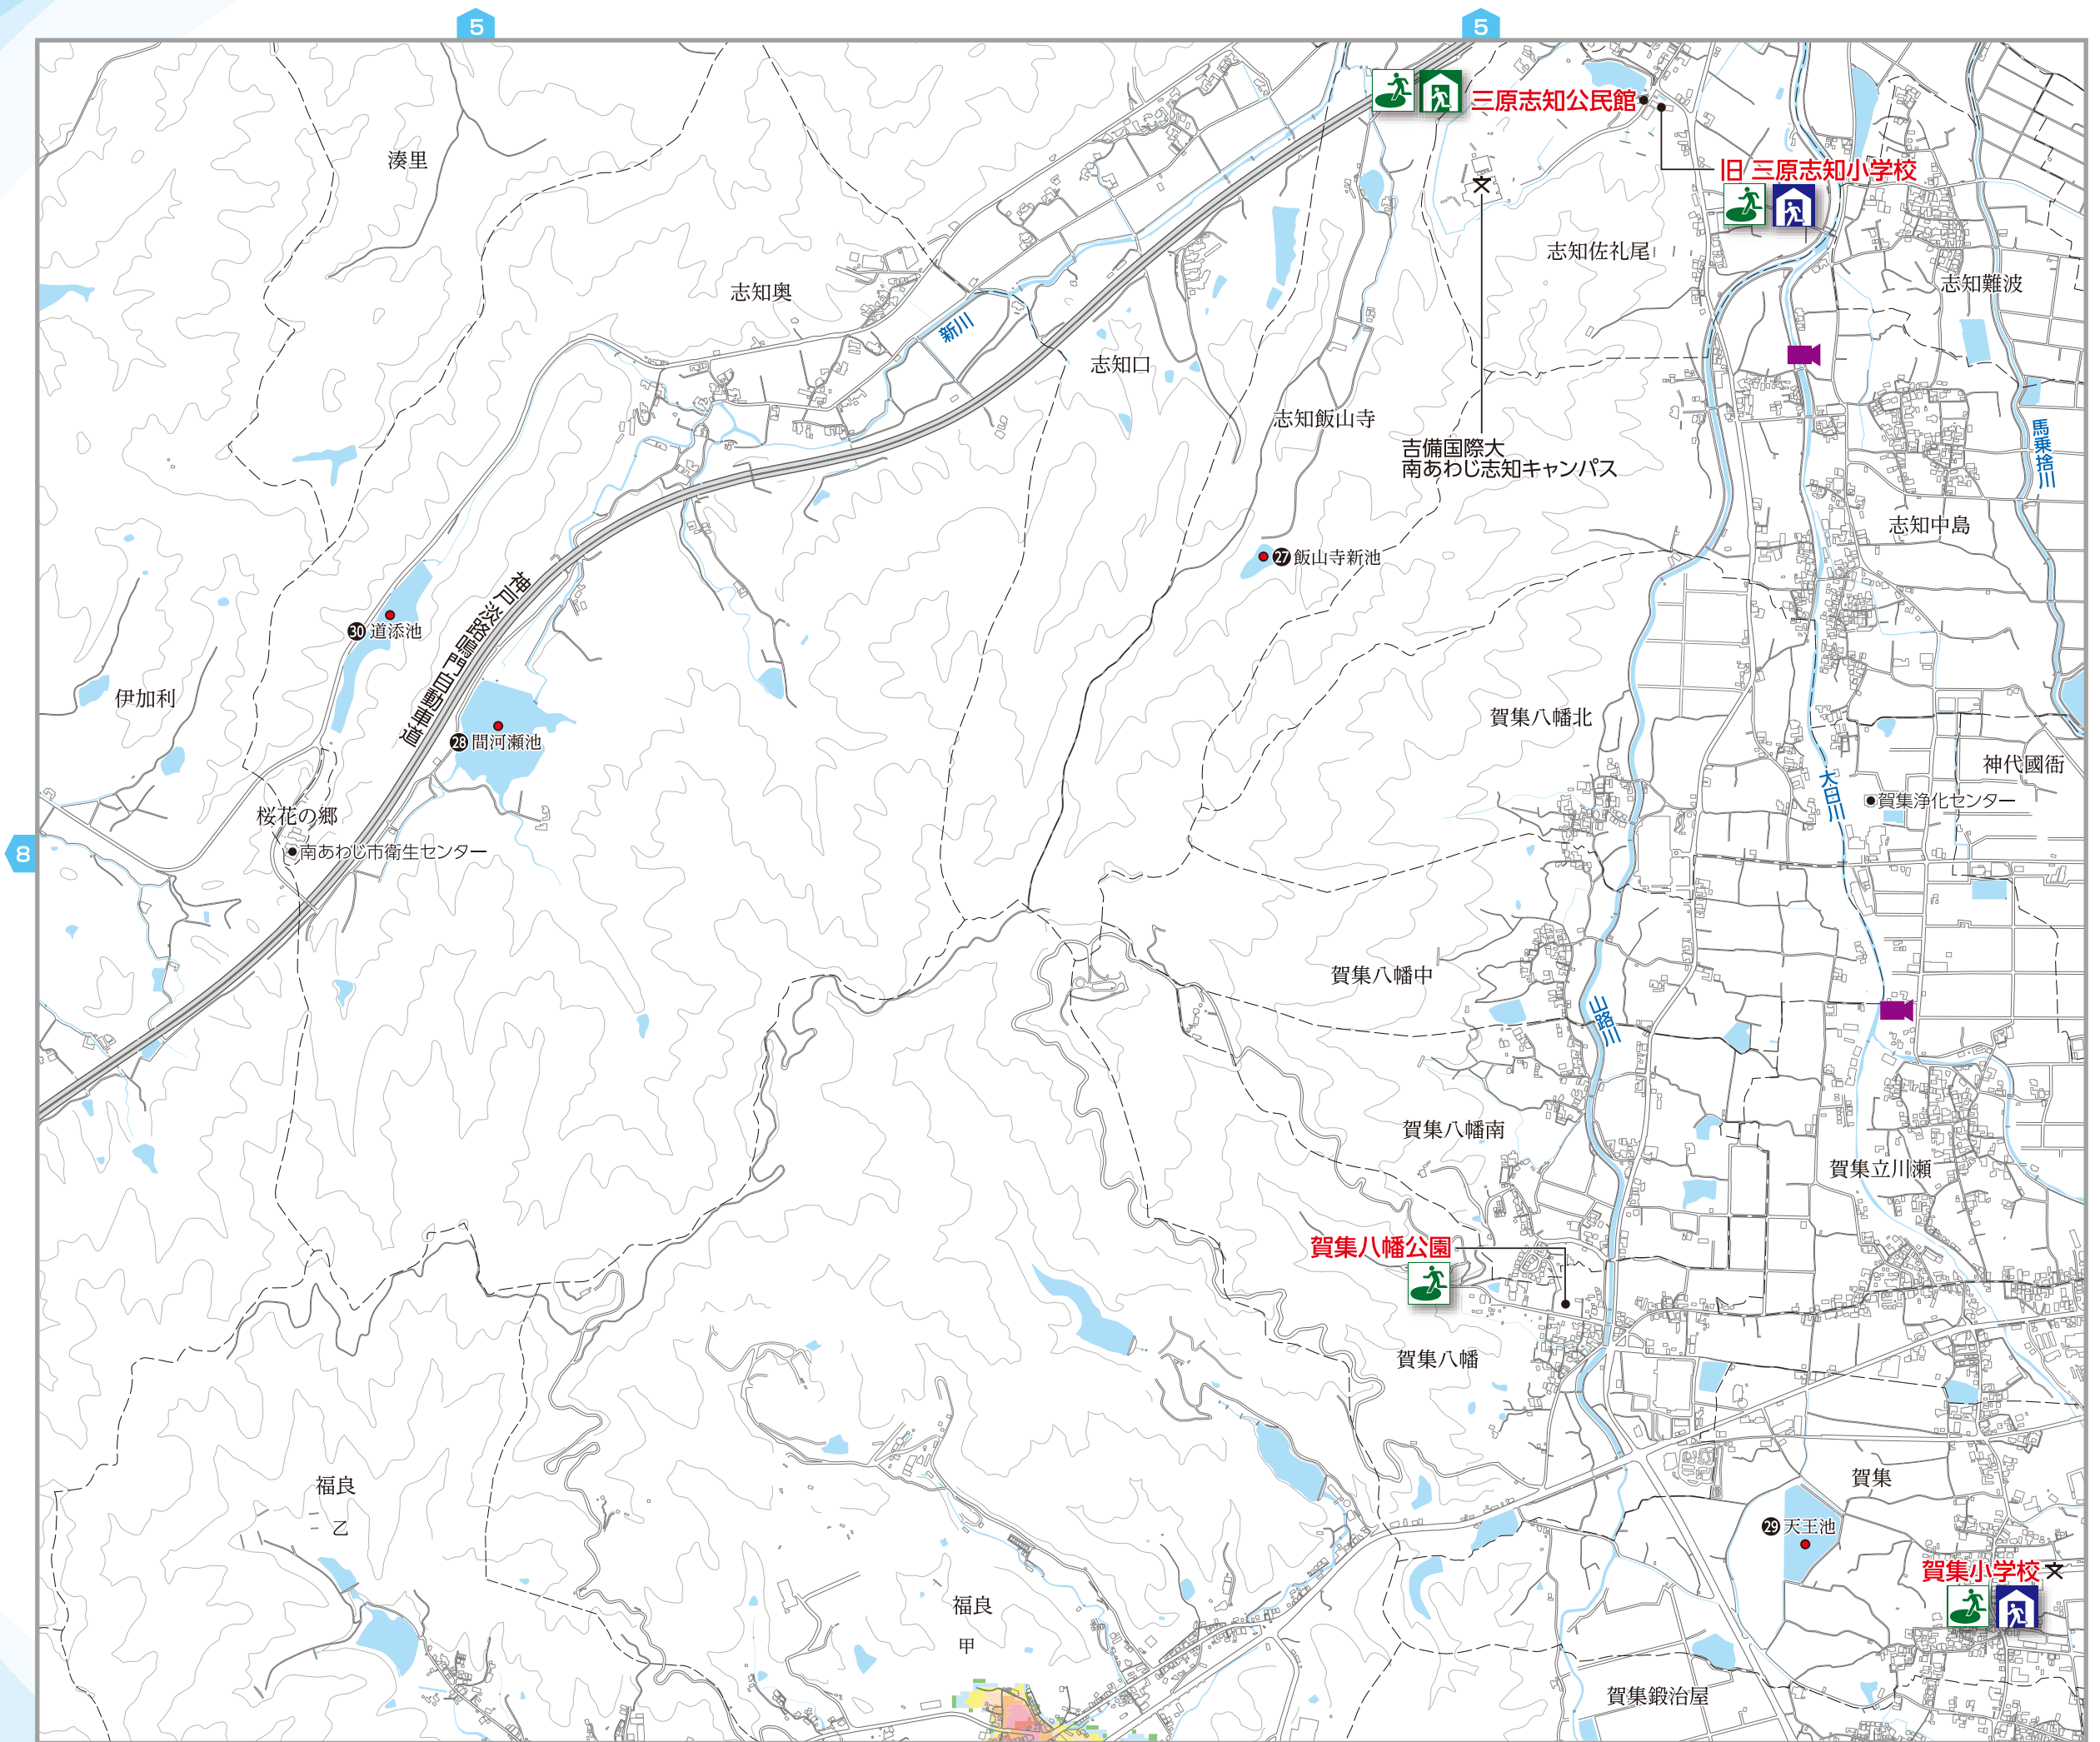 5
5
三原志知公民館
旧 三原志知小学校
湊里
志知佐礼尾
志知難波
志知奥
新川
志知口
志知飯山寺
吉備国際大
南あわじ志知キャンパス
馬乗捨川
志知中島
27 飯山寺新池
神戸淡路鳴門自動車道
30 道添池
伊加利
28 間河瀬池
賀集八幡北
神代國衙
大日川
賀集浄化センター
桜花の郷
南あわじ市衛生センター
8
賀集八幡中
山路川
賀集八幡南
賀集立川瀬
賀集八幡公園
賀集八幡
賀集
福良
乙
29 天王池
賀集小学校
福良
甲
賀集鍛治屋